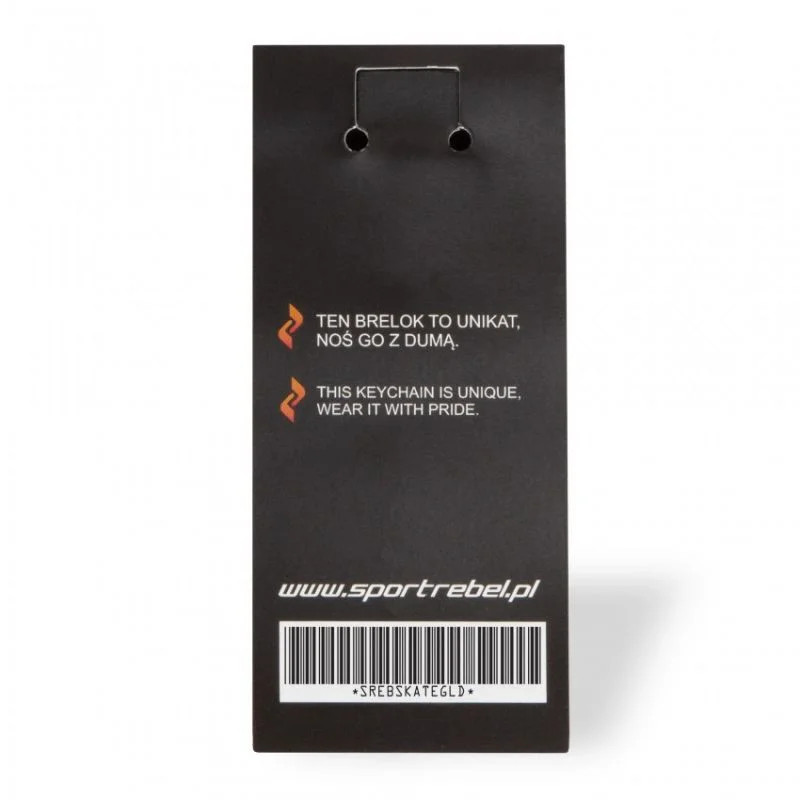 TEN BRELOK TO UNIKAT,
NOŚ GO Z DUMĄ.
THIS KEYCHAIN IS UNIQUE,
WEAR IT WITH PRIDE.
www.sportrebel.pl
*SREBSKATEGLD*